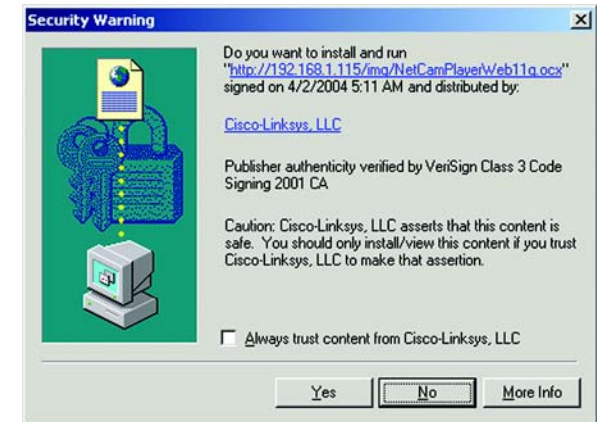 Security Warning
Do you want to install and run
"http://192.168.1.115/img/NetCamPlayerWeb11g.ocx"
signed on 4/2/2004 5:11 AM and distributed by:
Cisco-Linksys, LLC
Publisher authenticity verified by VeriSign Class 3 Code
Signing 2001 CA
Caution: Cisco-Linksys, LLC asserts that this content is
safe. You should only install/view this content if you trust
Cisco-Linksys, LLC to make that assertion.
Always trust content from Cisco-Linksys, LLC
Yes No More Info